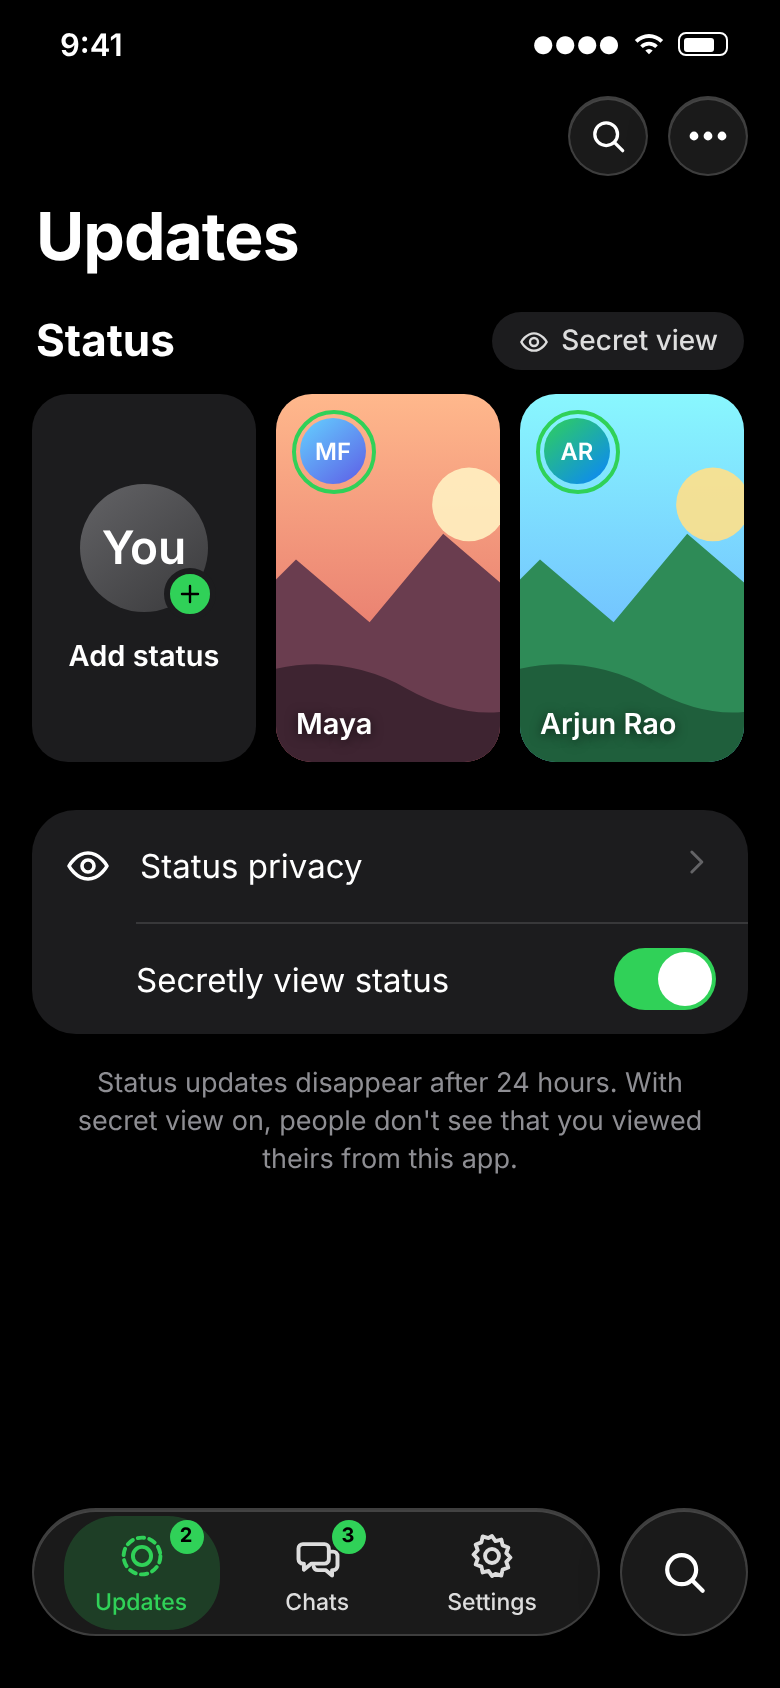 9:41
Updates
Status
Secret view
You
Add status
MF
Maya
AR
Arjun Rao
Status privacy
Secretly view status
Status updates disappear after 24 hours. With
secret view on, people don't see that you viewed
theirs from this app.
2
Updates
3
Chats
Settings